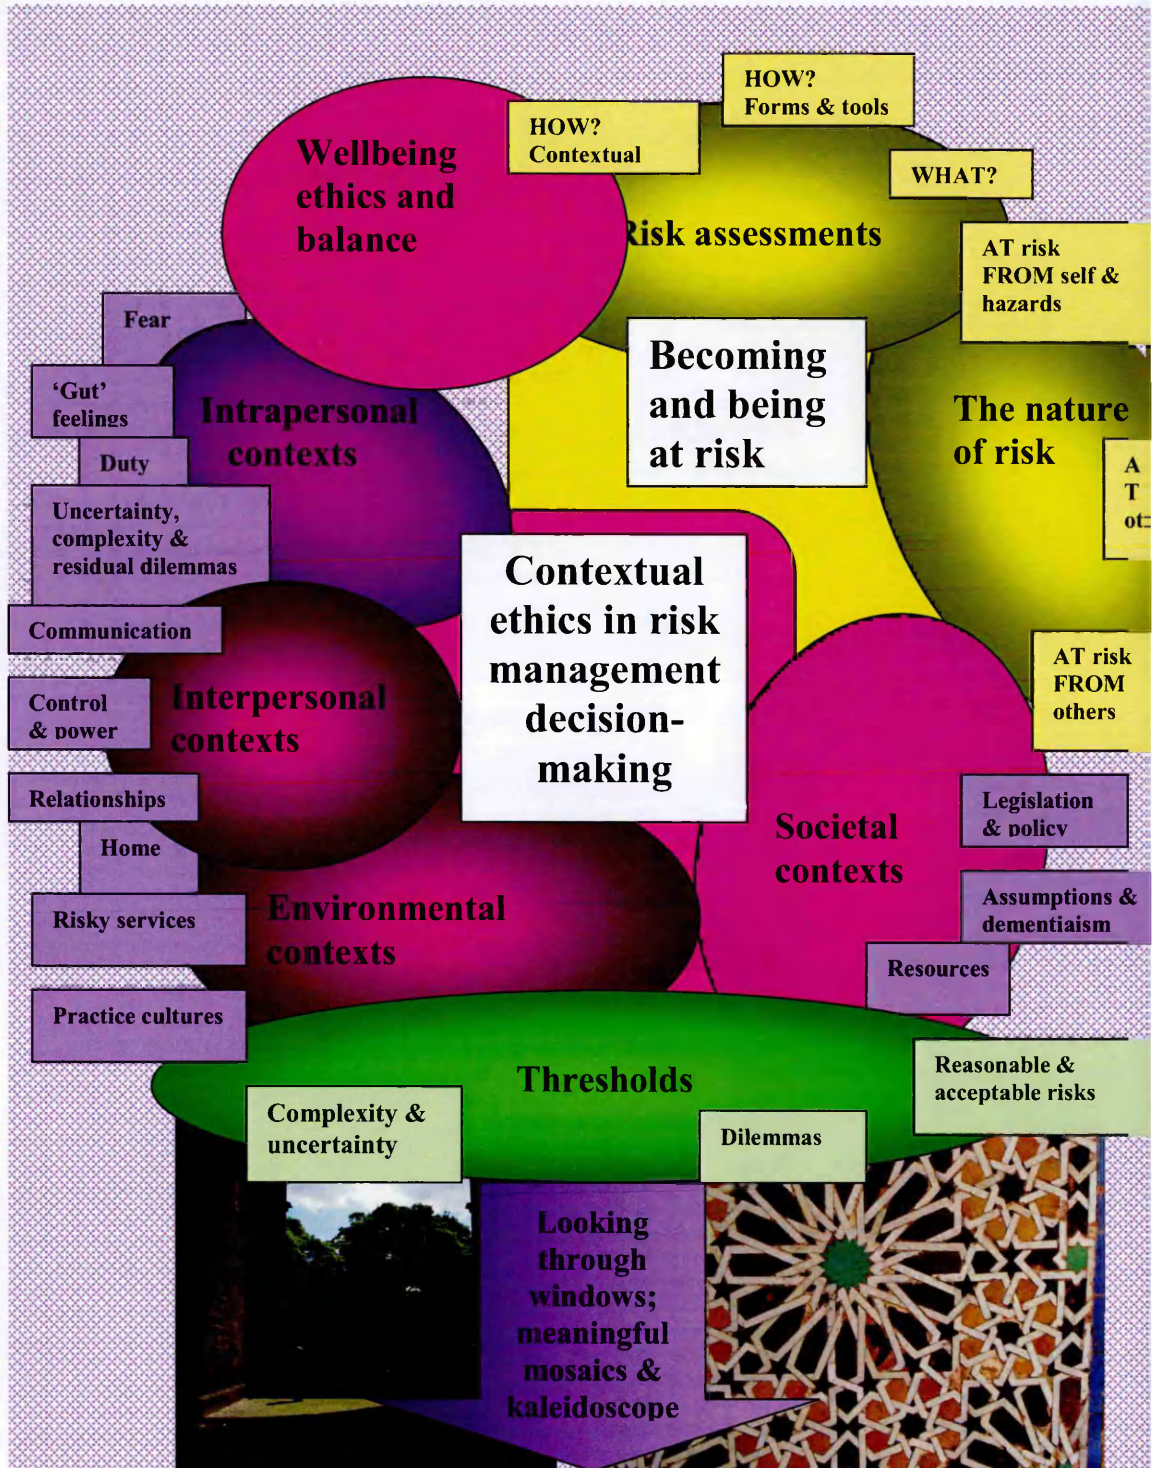 HOW?
Forms & tools
HOW?
Contextual
WHAT?
Wellbeing
ethics and
balance
Risk assessments
AT risk
FROM self &
hazards
Fear
Becoming
and being
at risk
‘Gut’
feelings
Intrapersonal
contexts
The nature
of risk
Duty
A
T
Uncertainty,
complexity &
residual dilemmas
Contextual
ethics in risk
management
decision-
making
Communication
AT risk
FROM
others
Control
& power
Interpersonal
contexts
Relationships
Home
Legislation
& policy
Societal
contexts
Risky services
Environmental
contexts
Assumptions &
dementiaism
Resources
Practice cultures
Thresholds
Reasonable &
acceptable risks
Complexity &
uncertainty
Dilemmas
Looking
through
windows;
meaningful
mosaics &
kaleidoscope